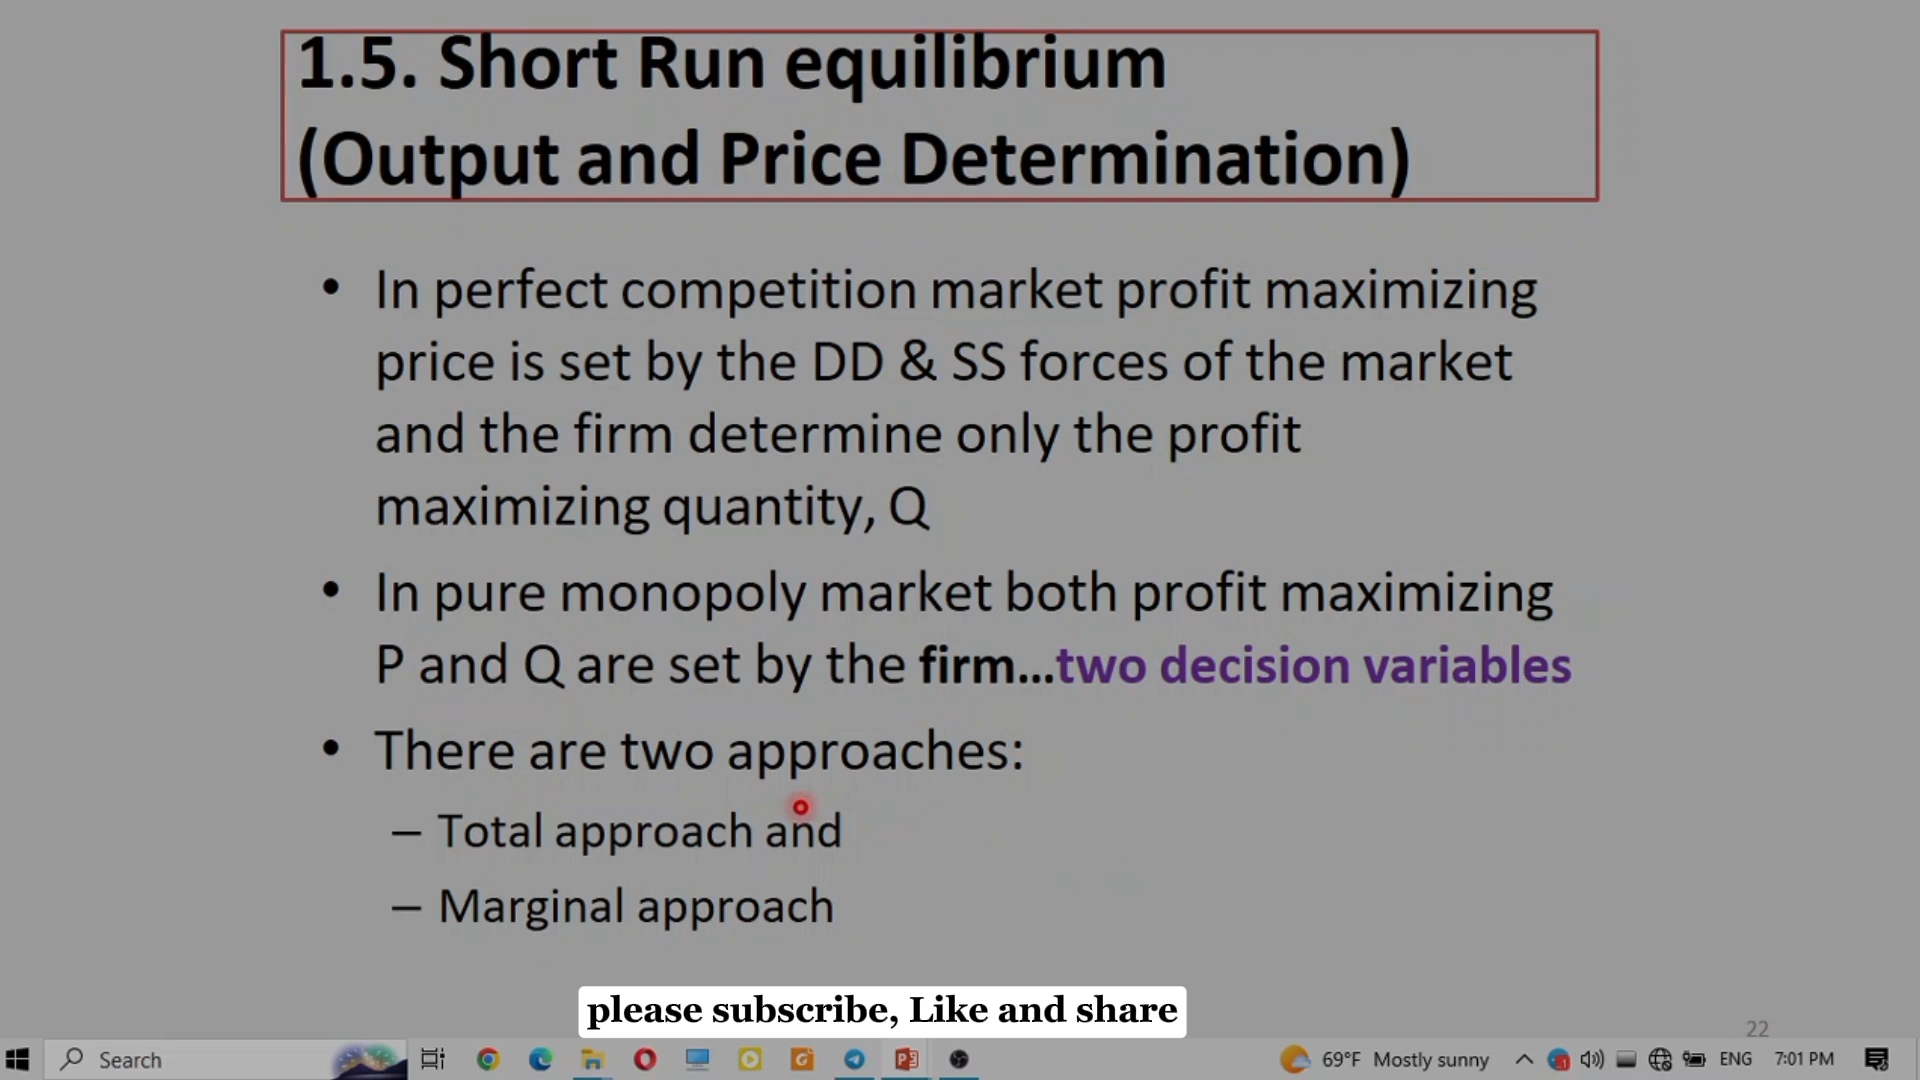 1.5. Short Run equilibrium
(Output and Price Determination)
• In perfect competition market profit maximizing
price is set by the DD & SS forces of the market
and the firm determine only the profit
maximizing quantity, Q
• In pure monopoly market both profit maximizing
P and Q are set by the firm...two decision variables
• There are two approaches:
– Total approach and
– Marginal approach
please subscribe, Like and share
22
Search
69°F Mostly sunny
ENG
7:01 PM